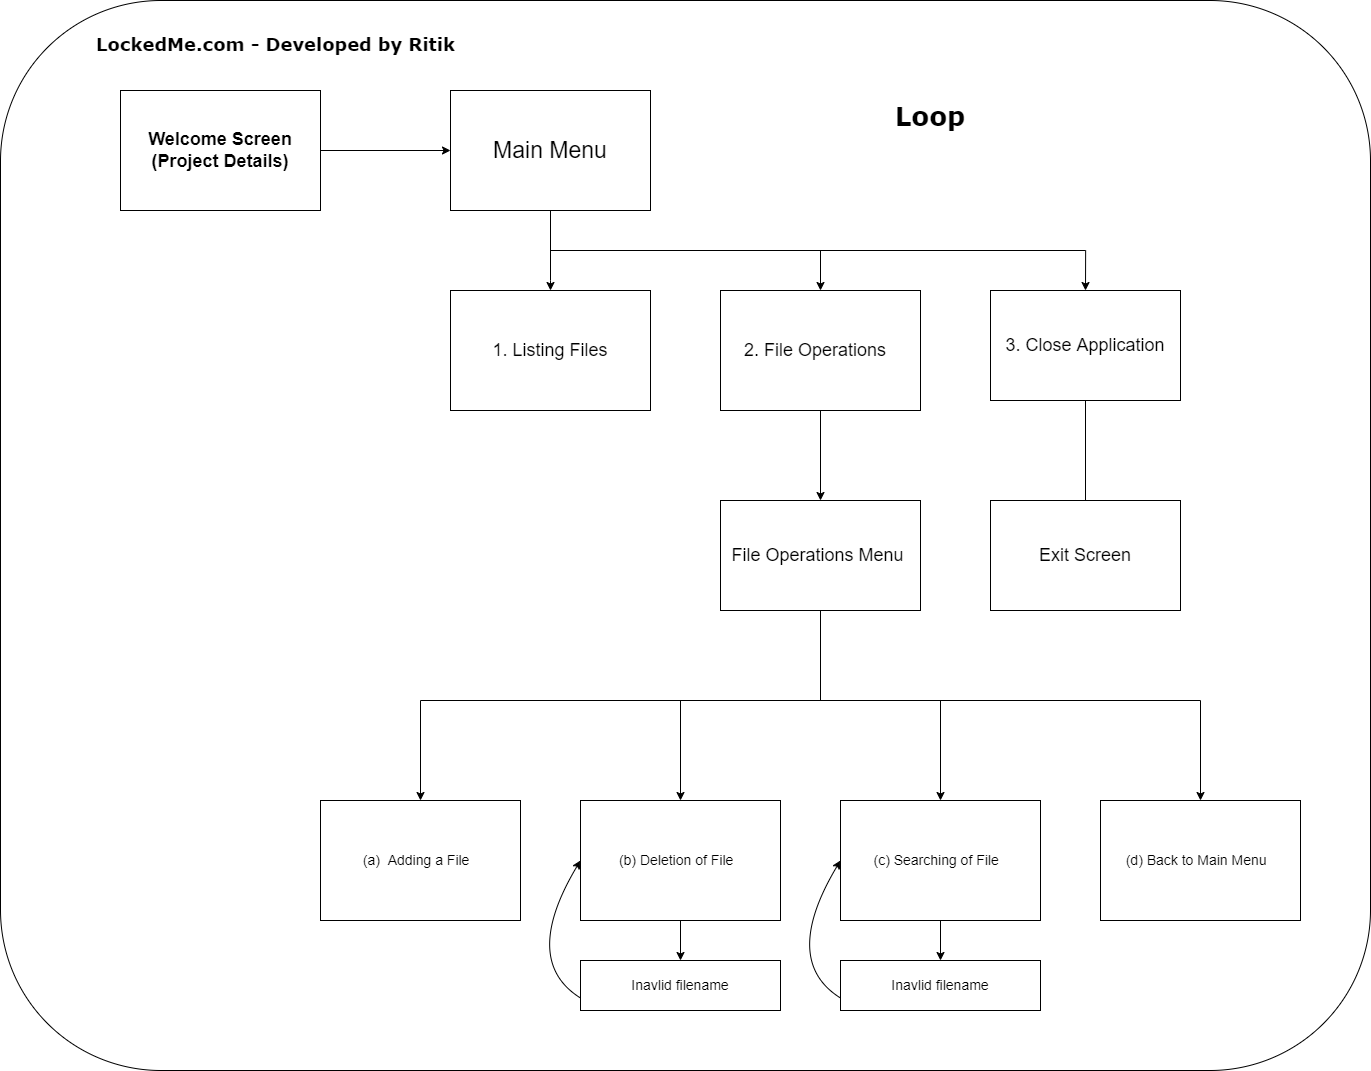 LockedMe.com - Developed by Ritik
Loop
Welcome Screen
(Project Details)
Main Menu
1. Listing Files
2. File Operations
3. Close Application
File Operations Menu
Exit Screen
(a)  Adding a File
(b) Deletion of File
(c) Searching of File
(d) Back to Main Menu
Inavlid filename
Inavlid filename